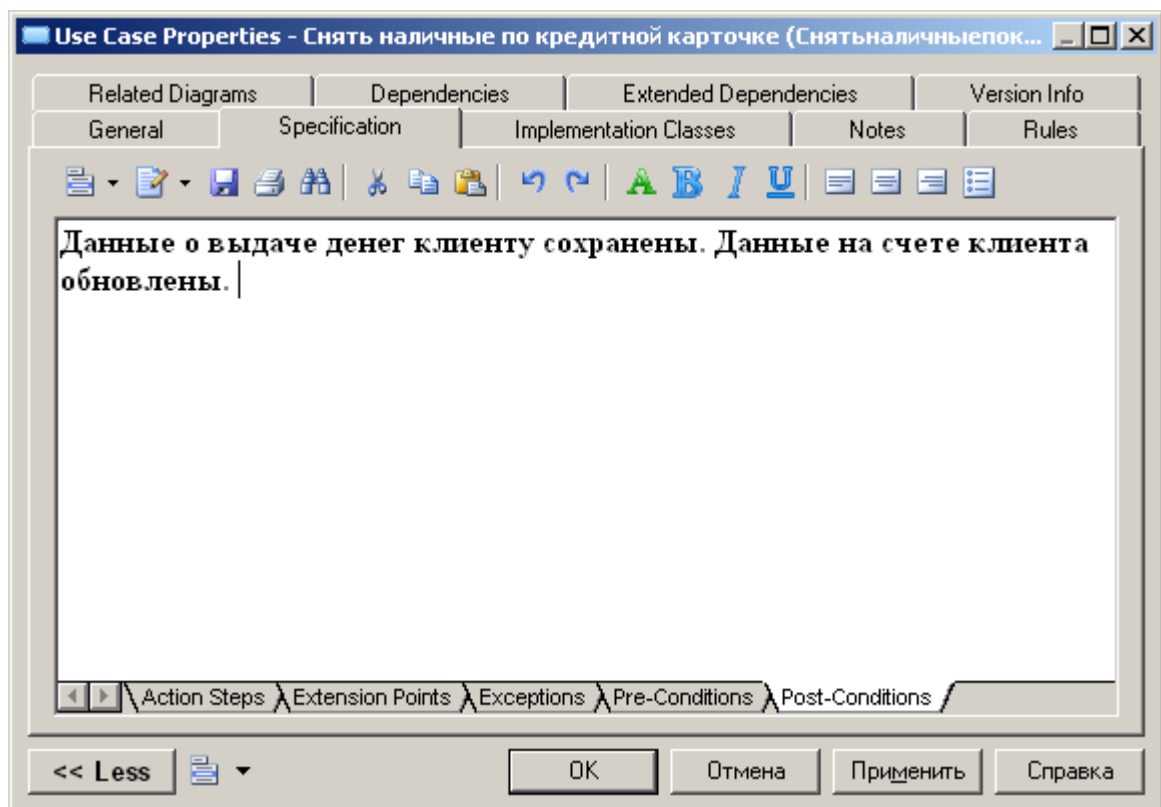 Use Case Properties - Снять наличные по кредитной карточке (Снятьналичныепок...
Related Diagrams Dependencies Extended Dependencies Version Info
General Specification Implementation Classes Notes Rules
A B I U
Данные о выдаче денег клиенту сохранены. Данные на счете клиента
обновлены.
Action Steps Extension Points Exceptions Pre-Conditions Post-Conditions
<< Less OK Отмена Применить Справка